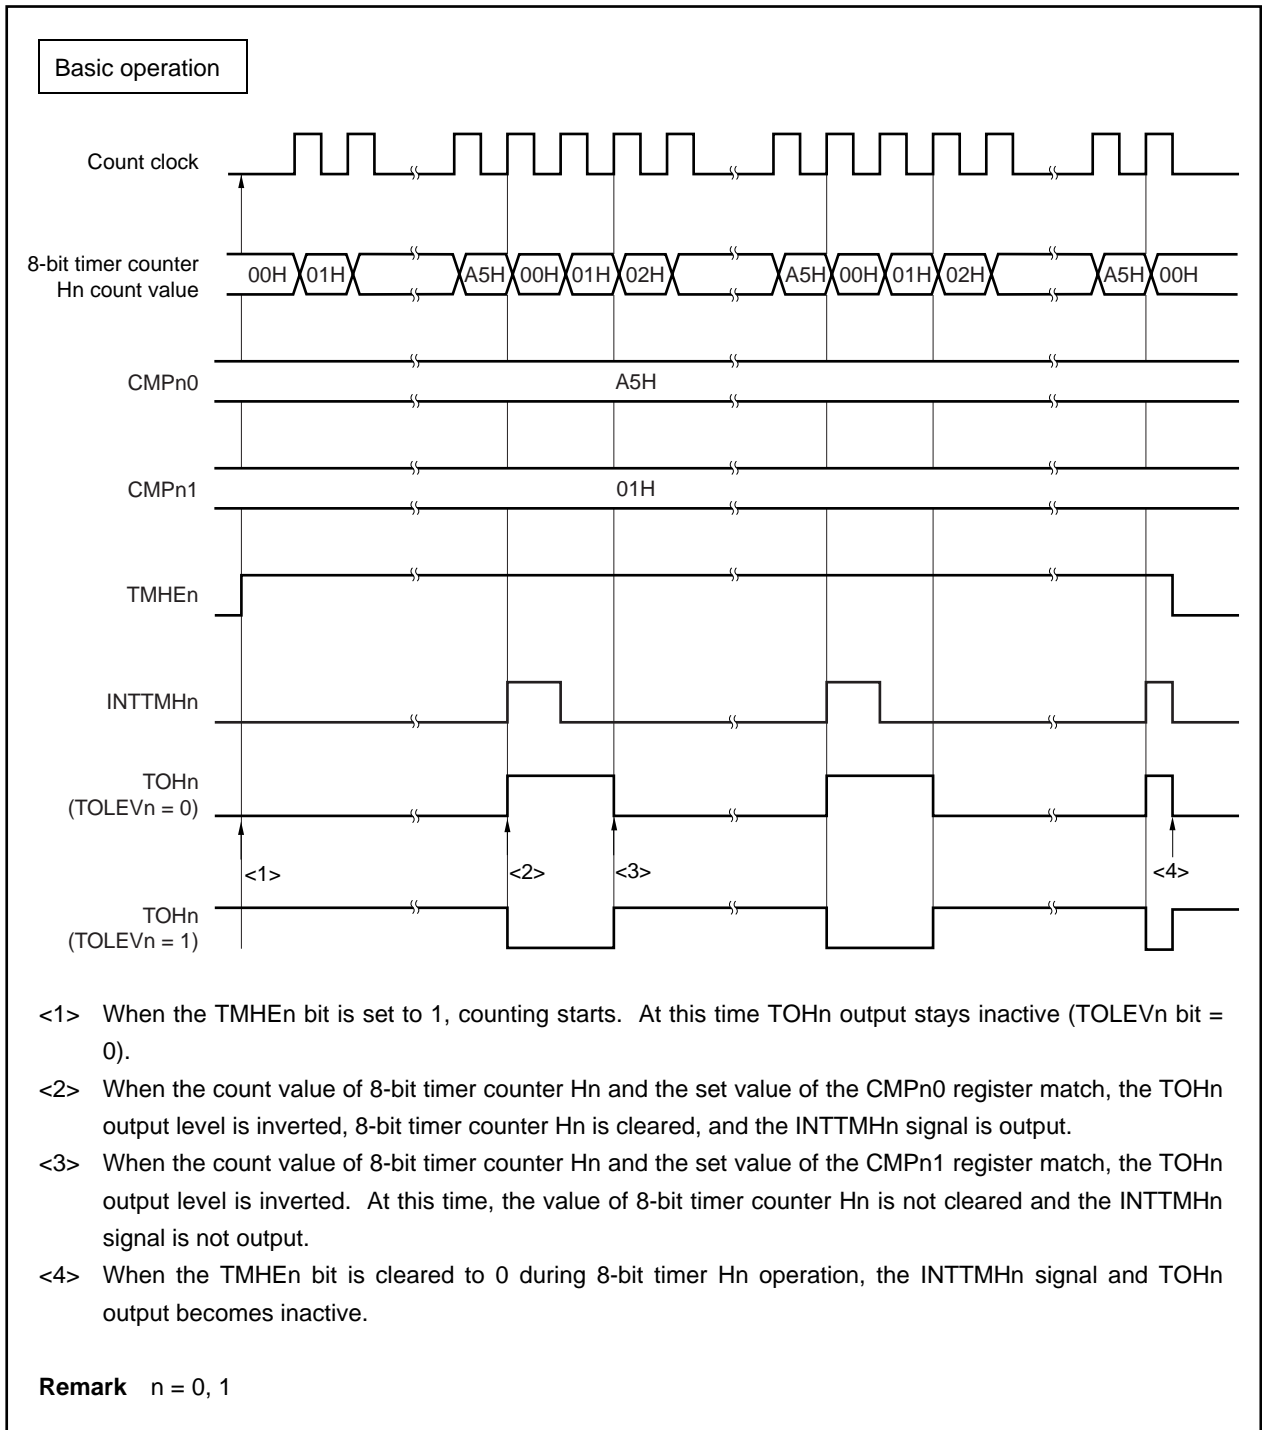 Basic operation
Count clock
8-bit timer counter
Hn count value
00H 01H A5H 00H 01H 02H A5H 00H 01H 02H A5H 00H
CMPn0
A5H
CMPn1
01H
TMHEn
INTTMHn
TOHn
(TOLEVn = 0)
<1> <2> <3> <4>
TOHn
(TOLEVn = 1)
<1> When the TMHEn bit is set to 1, counting starts. At this time TOHn output stays inactive (TOLEVn bit =
0).
<2> When the count value of 8-bit timer counter Hn and the set value of the CMPn0 register match, the TOHn
output level is inverted, 8-bit timer counter Hn is cleared, and the INTTMHn signal is output.
<3> When the count value of 8-bit timer counter Hn and the set value of the CMPn1 register match, the TOHn
output level is inverted. At this time, the value of 8-bit timer counter Hn is not cleared and the INTTMHn
signal is not output.
<4> When the TMHEn bit is cleared to 0 during 8-bit timer Hn operation, the INTTMHn signal and TOHn
output becomes inactive.
Remark n = 0, 1